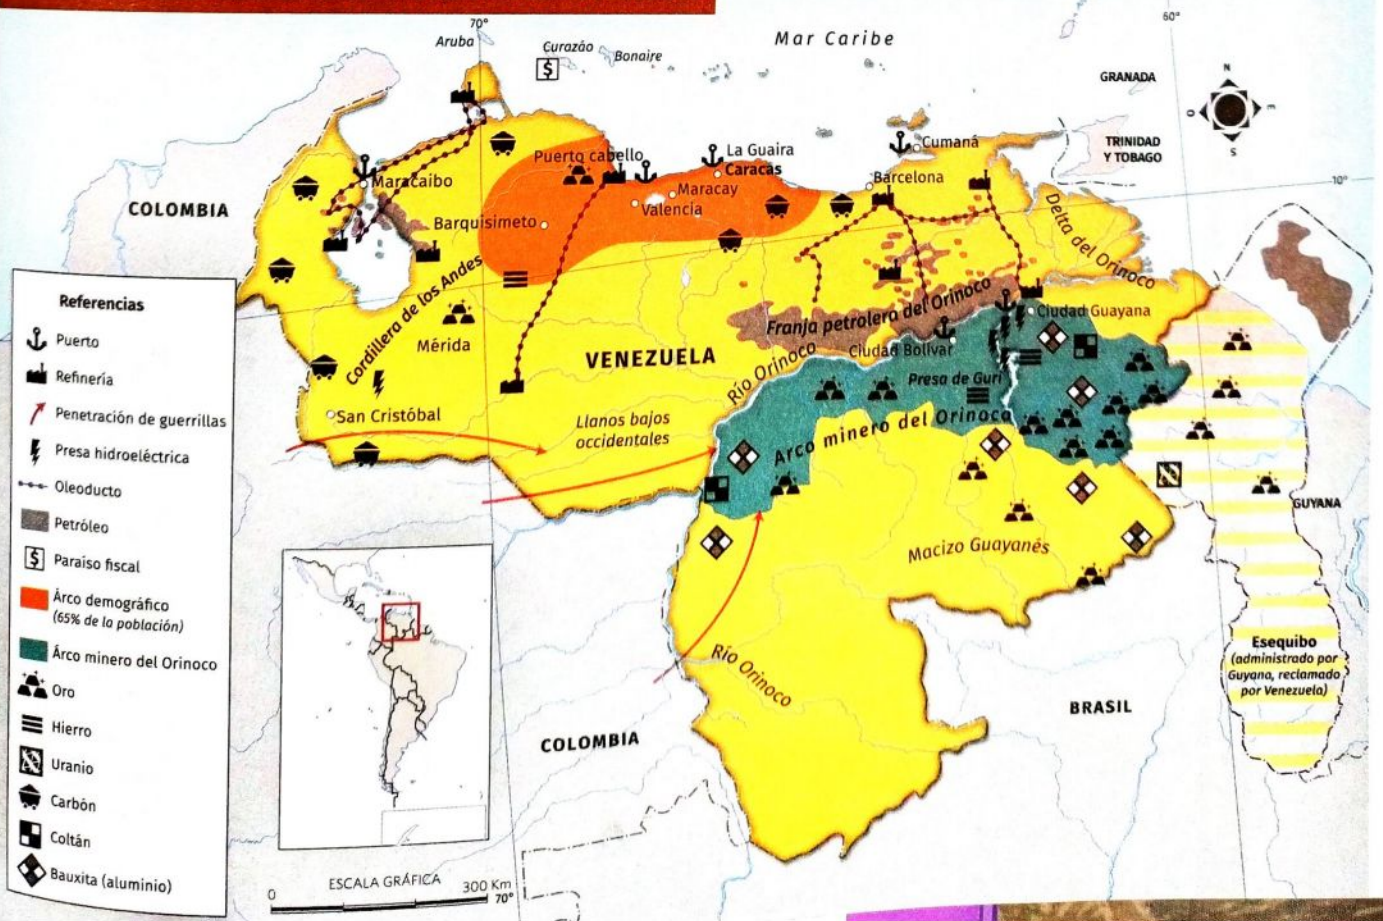 70°
60°
Aruba
Curazáo
Bonaire
Mar Caribe
$
GRANADA
N
O
E
S
TRINIDAD
Y TOBAGO
10°
COLOMBIA
Maracaibo
Puerto cabello
La Guaira
Caracás
Maracay
Valencia
Barquisimeto
Cumaná
Barcelona
Delta del Orinoco
Cordillera de los Andes
Mérida
San Cristóbal
VENEZUELA
Franja petrolera del Orinoco
Ciudad Guayana
Ciudad Bolívar
Río Orinoco
Presa de Guri
Llanos bajos
occidentales
Arco minero del Orinoco
Macizo Guayanés
GUYANA
Río Orinoco
Esequibo
(administrado por
Guyana, reclamado
por Venezuela)
BRASIL
COLOMBIA
Referencias
Puerto
Refinería
Penetración de guerrillas
Presa hidroeléctrica
Oleoducto
Petróleo
$ Paraíso fiscal
Árco demográfico
(65% de la población)
Árco minero del Orinoco
Oro
Hierro
Uranio
Carbón
Coltán
Bauxita (aluminio)
ESCALA GRÁFICA
0
300 Km
70°